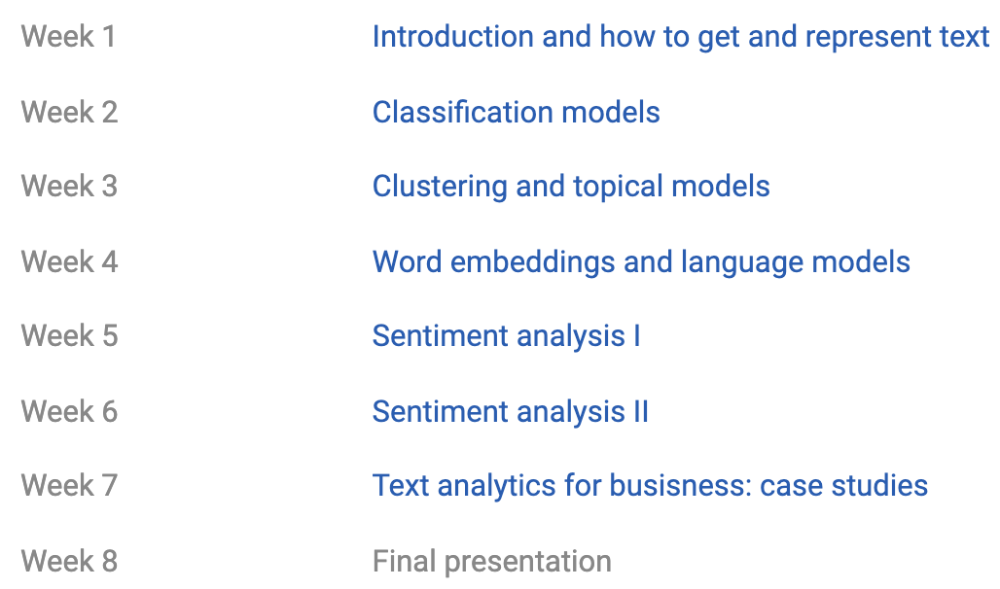 Week 1 Introduction and how to get and represent text
Week 2 Classification models
Week 3 Clustering and topical models
Week 4 Word embeddings and language models
Week 5 Sentiment analysis I
Week 6 Sentiment analysis II
Week 7 Text analytics for busisness: case studies
Week 8 Final presentation